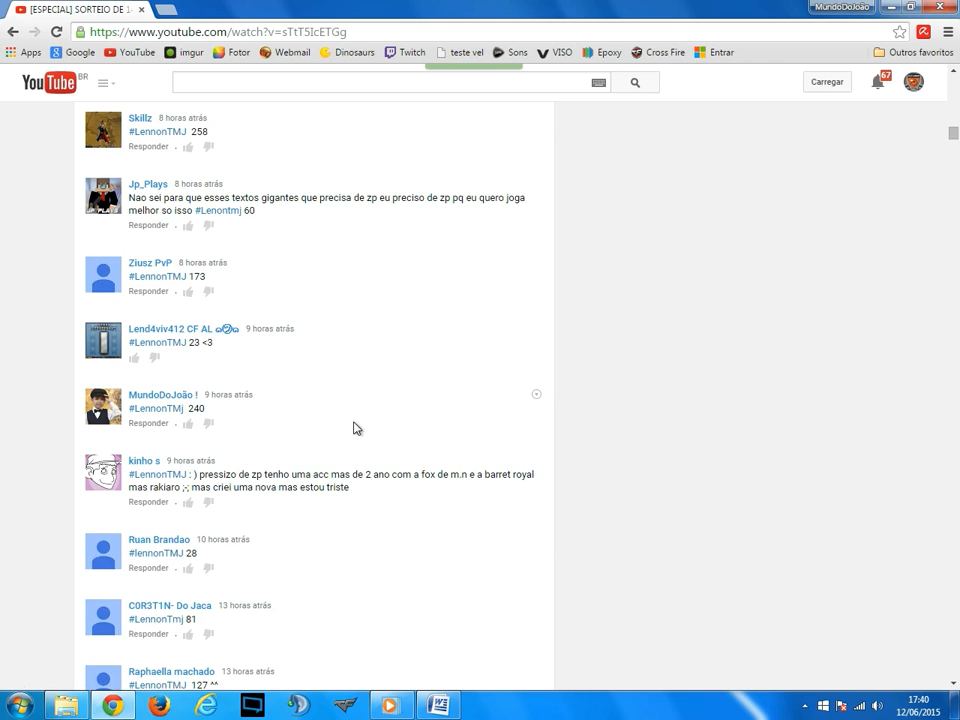 [ESPECIAL] SORTEIO DE 1
MundoDoJoão
https://www.youtube.com/watch?v=sTtT5IcETGg
Apps Google YouTube imgur Fotor Webmail Dinosaurs Twitch teste vel Sons VISO Epoxy Cross Fire Entrar Outros favoritos
YouTube BR Carregar 67
Skillz 8 horas atrás
#LennonTMJ 258
Responder
Jp_Plays 8 horas atrás
Nao sei para que esses textos gigantes que precisa de zp eu preciso de zp pq eu quero joga
melhor so isso #Lenontmj 60
Responder
Ziusz PvP 8 horas atrás
#LennonTMJ 173
Responder
Lend4viv412 CF AL 9 horas atrás
#LennonTMJ 23 <3
MundoDoJoão ! 9 horas atrás
#LennonTMj 240
Responder
kinho s 9 horas atrás
#LennonTMJ : ) pressizo de zp tenho uma acc mas de 2 ano com a fox de m.n e a barret royal
mas rakiaro ;-; mas criei uma nova mas estou triste
Responder
Ruan Brandao 10 horas atrás
#lennonTMJ 28
Responder
C0R3T1N- Do Jaca 13 horas atrás
#LennonTmj 81
Responder
Raphaella machado 13 horas atrás
#LennonTMJ 127 ^^
17:40
12/06/2015